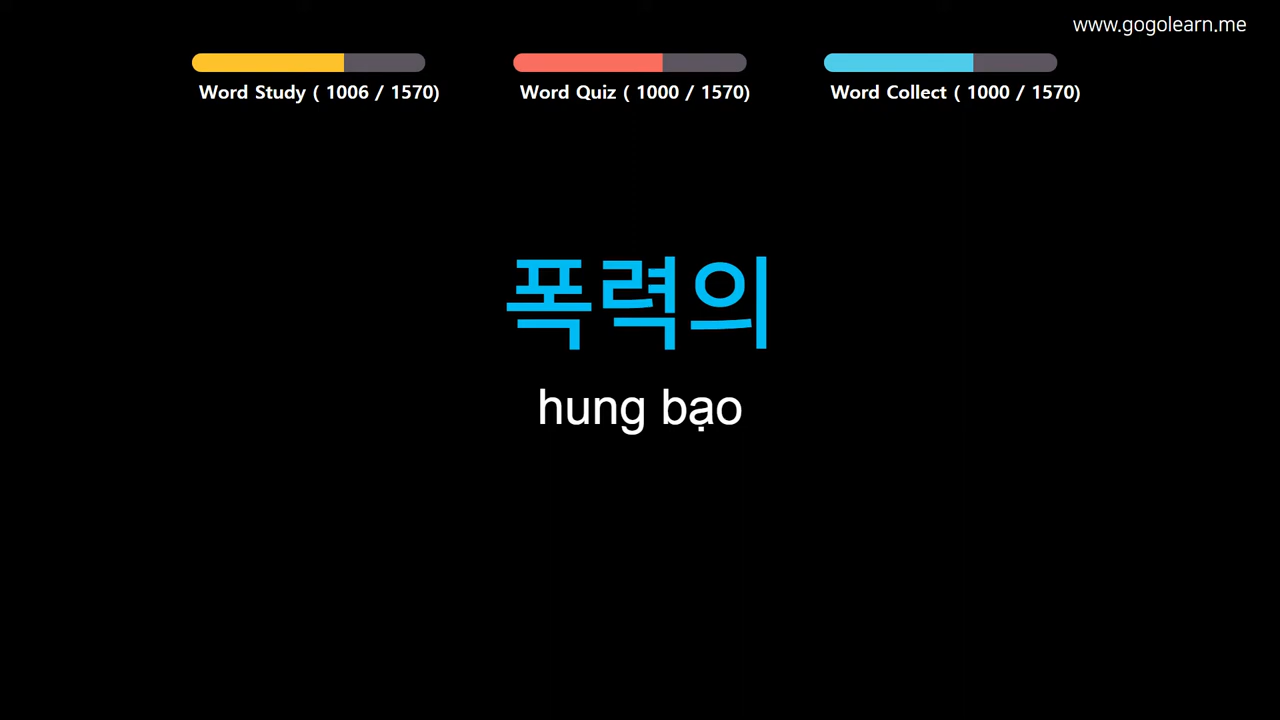 www.gogolearn.me
Word Study ( 1006 / 1570)
Word Quiz ( 1000 / 1570)
Word Collect ( 1000 / 1570)
폭력의
hung bạo